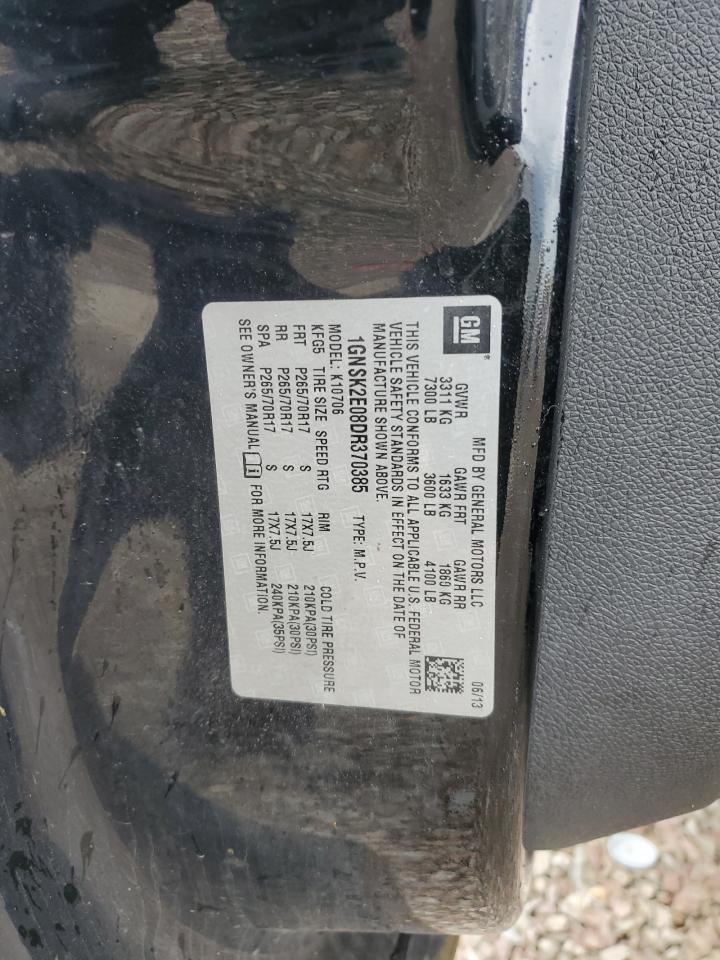 GM
MFD BY GENERAL MOTORS LLC 06/13
GVWR GAWR FRT GAWR RR
3311 KG 1633 KG 1860 KG
7300 LB 3600 LB 4100 LB
THIS VEHICLE CONFORMS TO ALL APPLICABLE U.S. FEDERAL MOTOR
VEHICLE SAFETY STANDARDS IN EFFECT ON THE DATE OF
MANUFACTURE SHOWN ABOVE.
1GNSK2E08DR370385 TYPE: M.P.V.
MODEL: K10706
KFG5 TIRE SIZE SPEED RTG RIM COLD TIRE PRESSURE
FRT P265/70R17 S 17X7.5J 210KPA(30PSI)
RR P265/70R17 S 17X7.5J 210KPA(30PSI)
SPA P265/70R17 S 17X7.5J 240KPA(35PSI)
SEE OWNER'S MANUAL i FOR MORE INFORMATION.